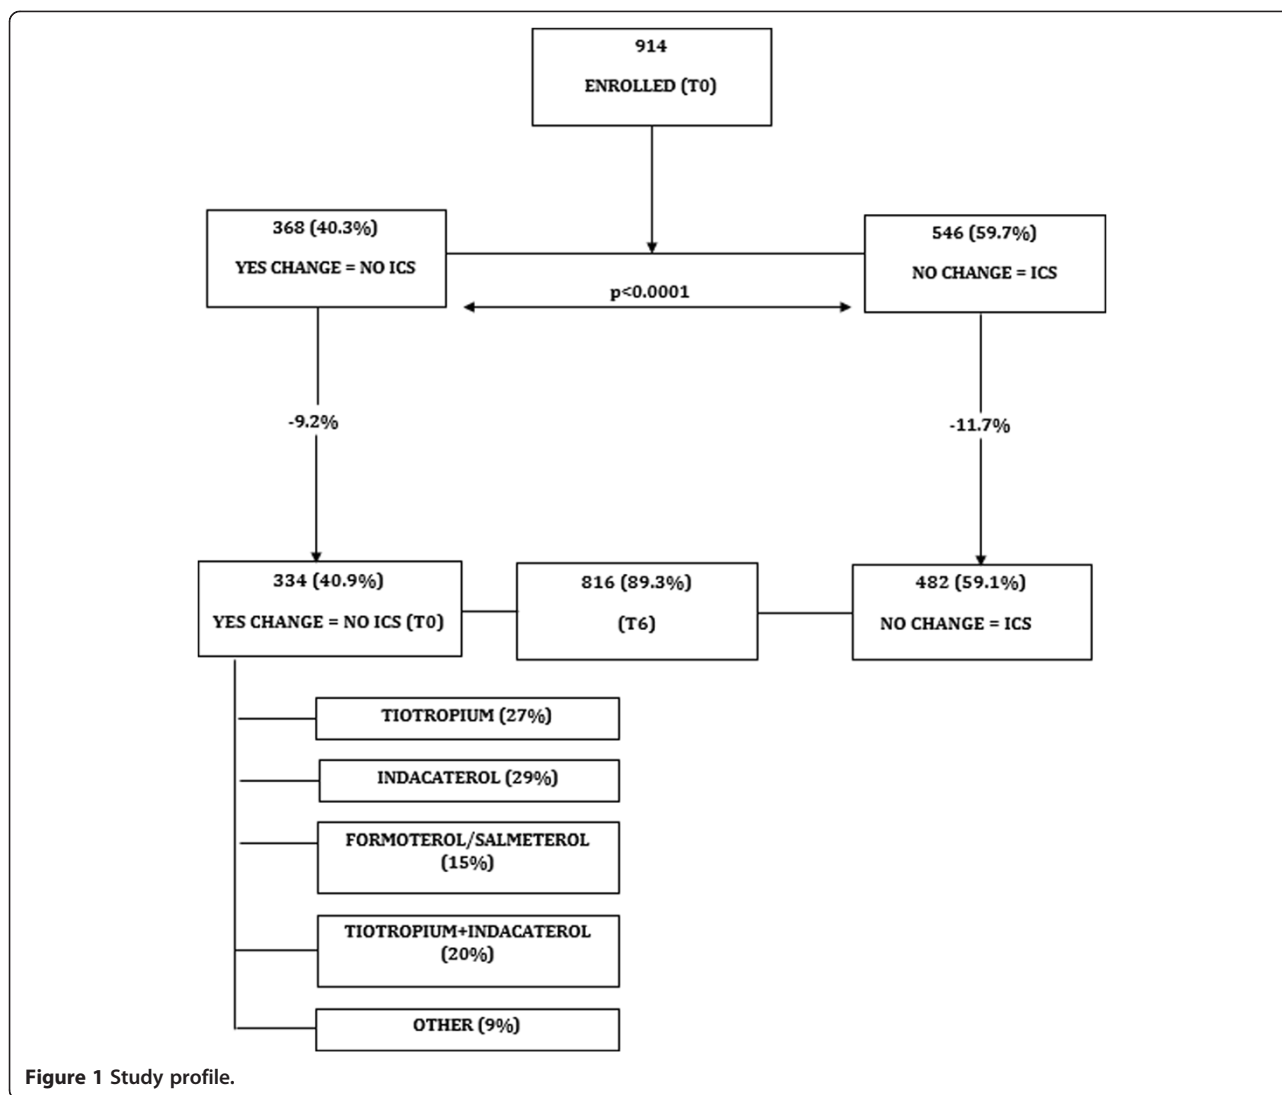 914
ENROLLED (T0)
368 (40.3%)
YES CHANGE = NO ICS
546 (59.7%)
NO CHANGE = ICS
p<0.0001
-9.2%
-11.7%
334 (40.9%)
YES CHANGE = NO ICS (T0)
816 (89.3%)
(T6)
482 (59.1%)
NO CHANGE = ICS
TIOTROPIUM (27%)
INDACATEROL (29%)
FORMOTEROL/SALMETEROL
(15%)
TIOTROPIUM+INDACATEROL
(20%)
OTHER (9%)
Figure 1 Study profile.